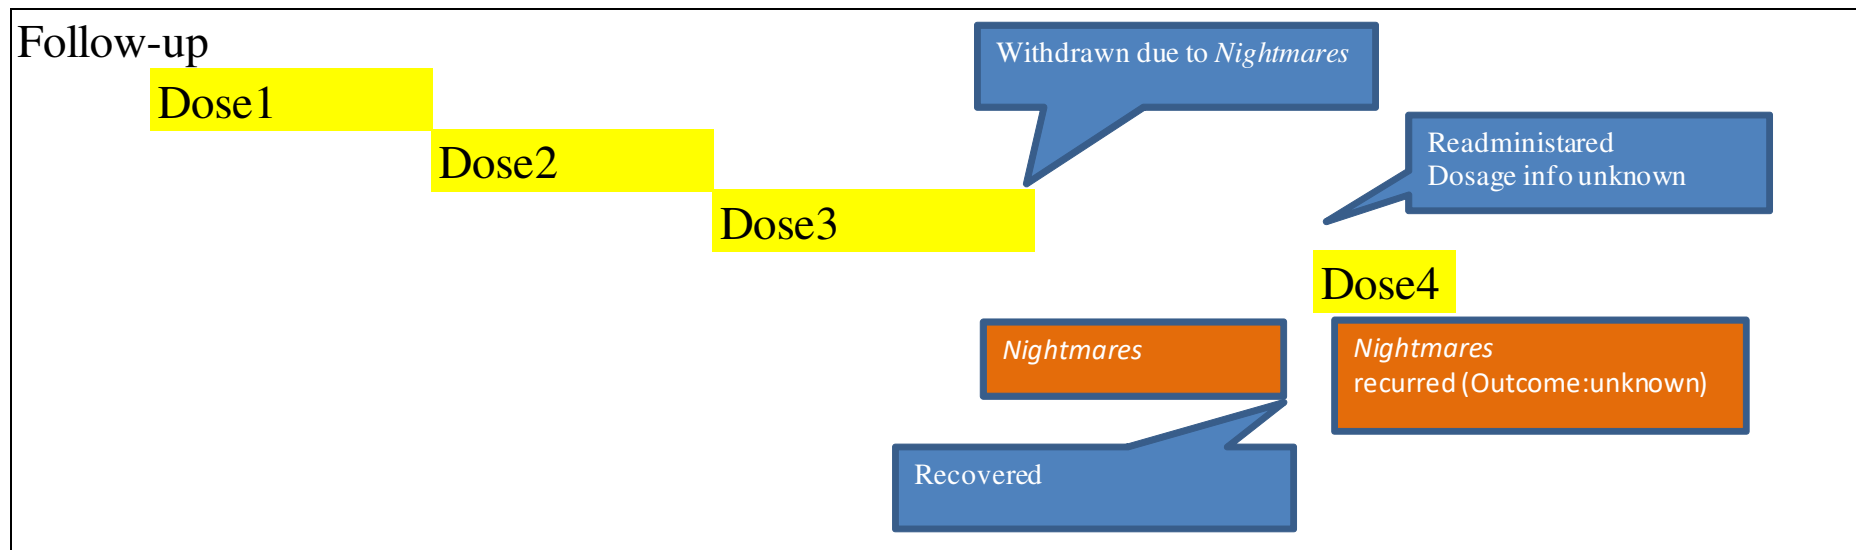 Follow-up
Withdrawn due to Nightmares
Dose1
Readministared
Dosage info unknown
Dose2
Dose3
Dose4
Nightmares
Nightmares
recurred (Outcome:unknown)
Recovered